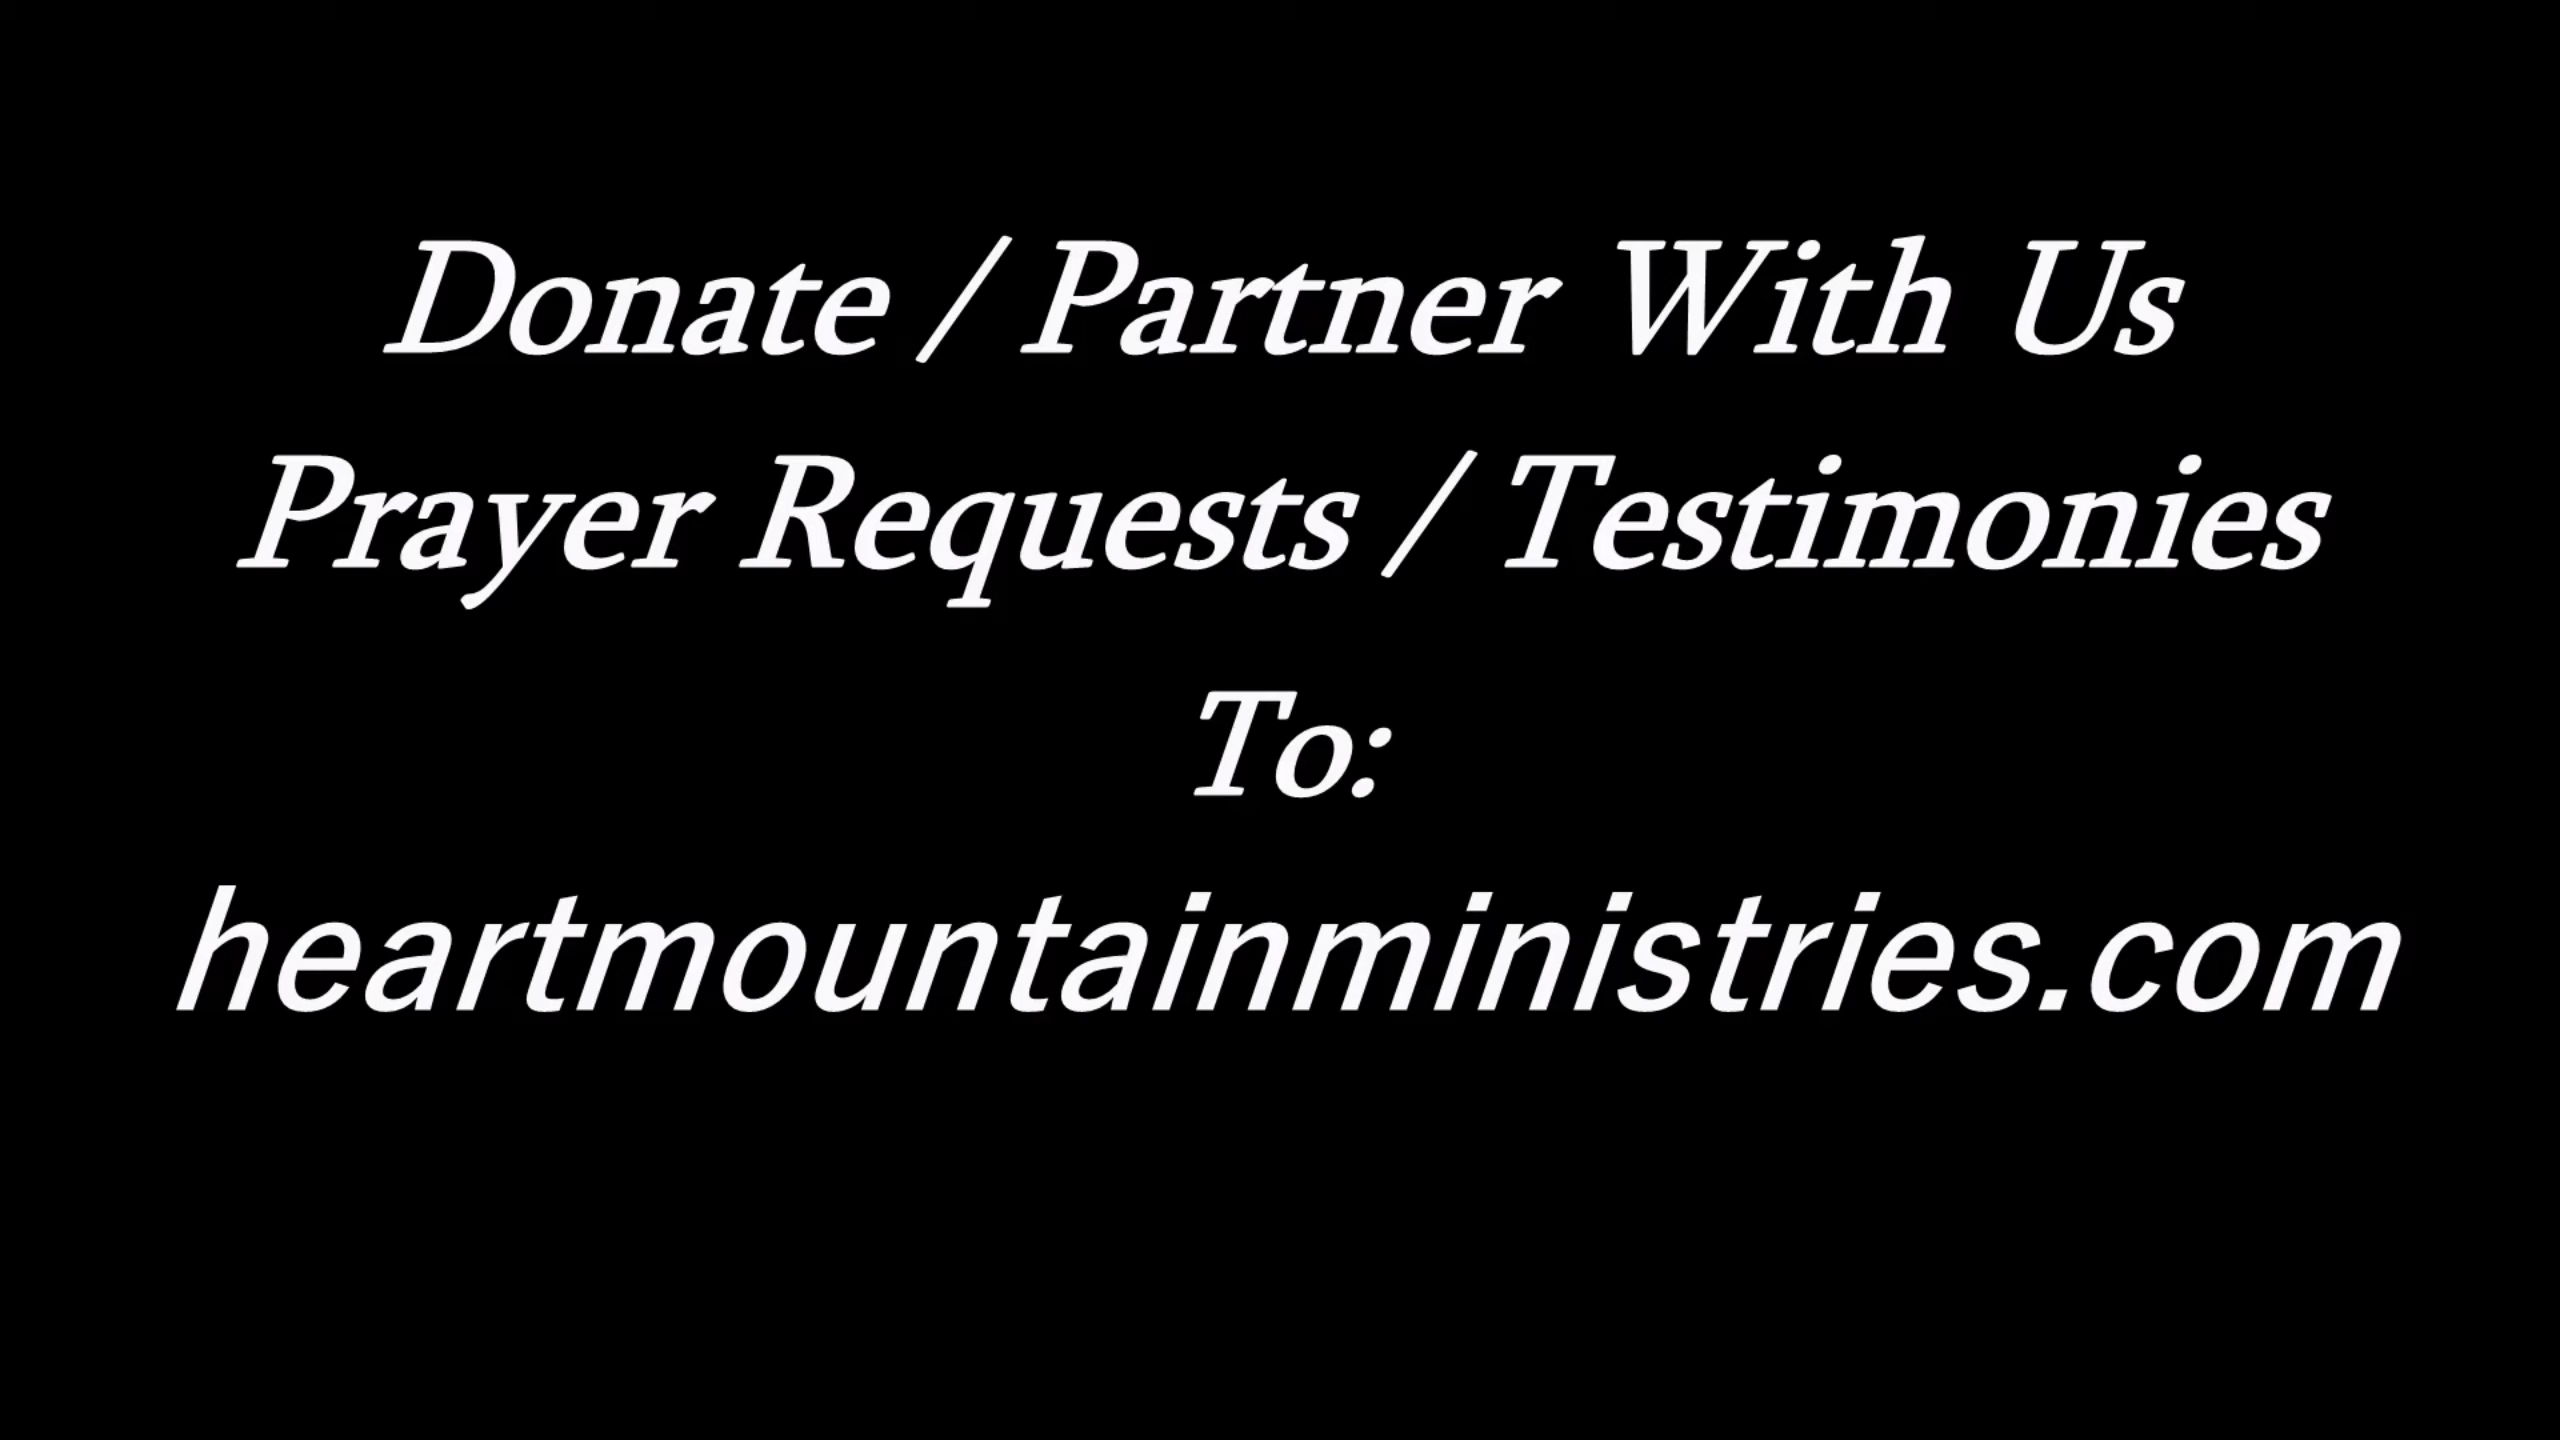 Donate / Partner With Us
Prayer Requests / Testimonies
To:
heartmountainministries.com